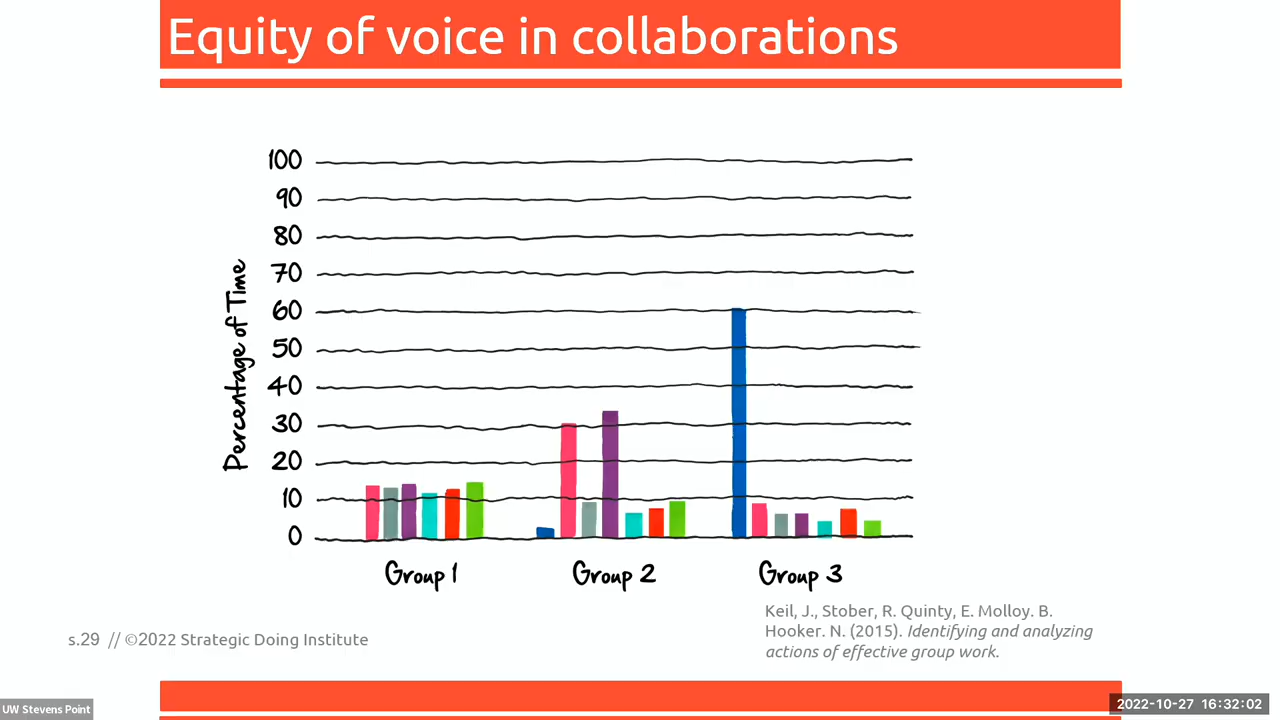 Equity of voice in collaborations
100
90
80
70
60
50
40
30
20
10
0
Percentage of Time
Group 1
Group 2
Group 3
Keil, J., Stober, R. Quinty, E. Molloy. B.
Hooker. N. (2015). Identifying and analyzing
actions of effective group work.
s.29 // ©2022 Strategic Doing Institute
UW Stevens Point
2022-10-27 16:32:02